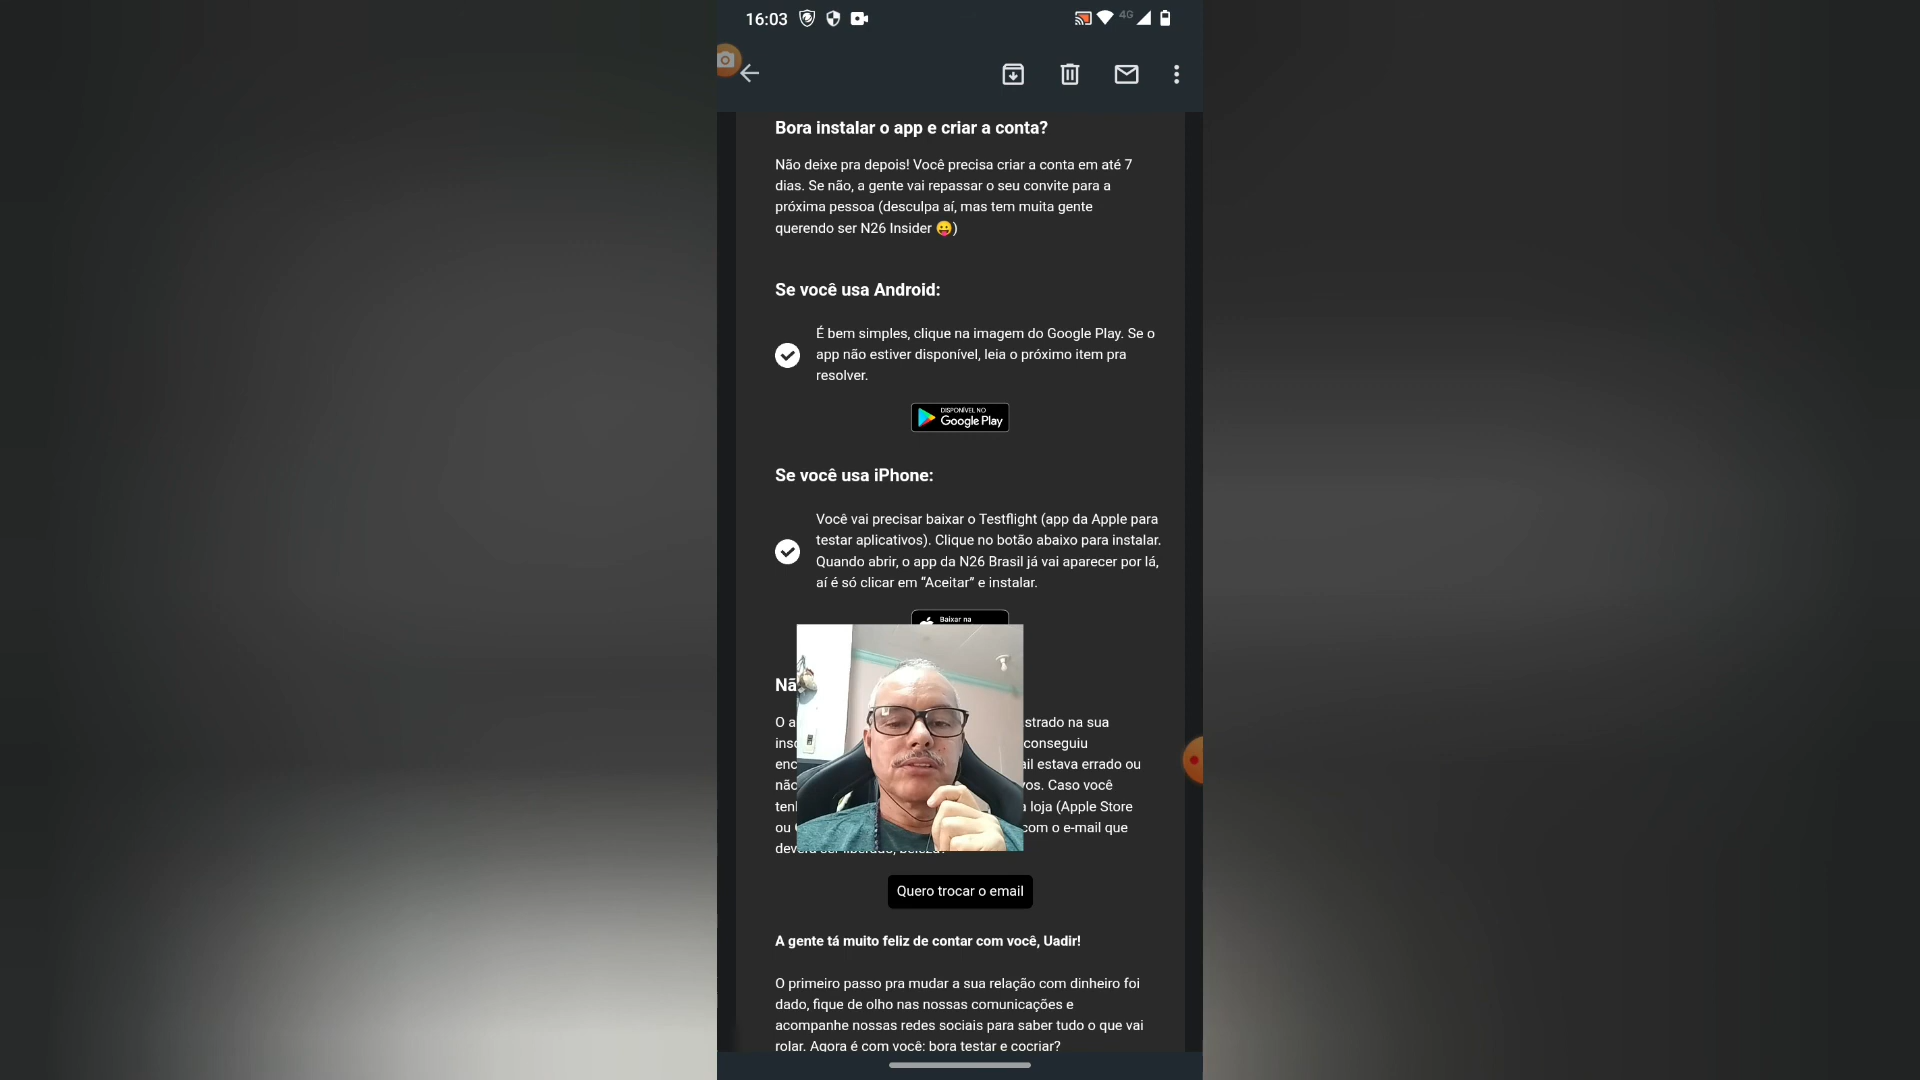 16:03
4G
Bora instalar o app e criar a conta?
Não deixe pra depois! Você precisa criar a conta em até 7
dias. Se não, a gente vai repassar o seu convite para a
próxima pessoa (desculpa aí, mas tem muita gente
querendo ser N26 Insider 😛)
Se você usa Android:
É bem simples, clique na imagem do Google Play. Se o
app não estiver disponível, leia o próximo item pra
resolver.
DISPONÍVEL NO
Google Play
Se você usa iPhone:
Você vai precisar baixar o Testflight (app da Apple para
testar aplicativos). Clique no botão abaixo para instalar.
Quando abrir, o app da N26 Brasil já vai aparecer por lá,
aí é só clicar em “Aceitar” e instalar.
Baixar na
O na sua
conseguiu
estava errado ou
Caso você
loja (Apple Store
ou com o e-mail que
Quero trocar o email
A gente tá muito feliz de contar com você, Uadir!
O primeiro passo pra mudar a sua relação com dinheiro foi
dado, fique de olho nas nossas comunicações e
acompanhe nossas redes sociais para saber tudo o que vai
rolar. Agora é com você: bora testar e cocriar?